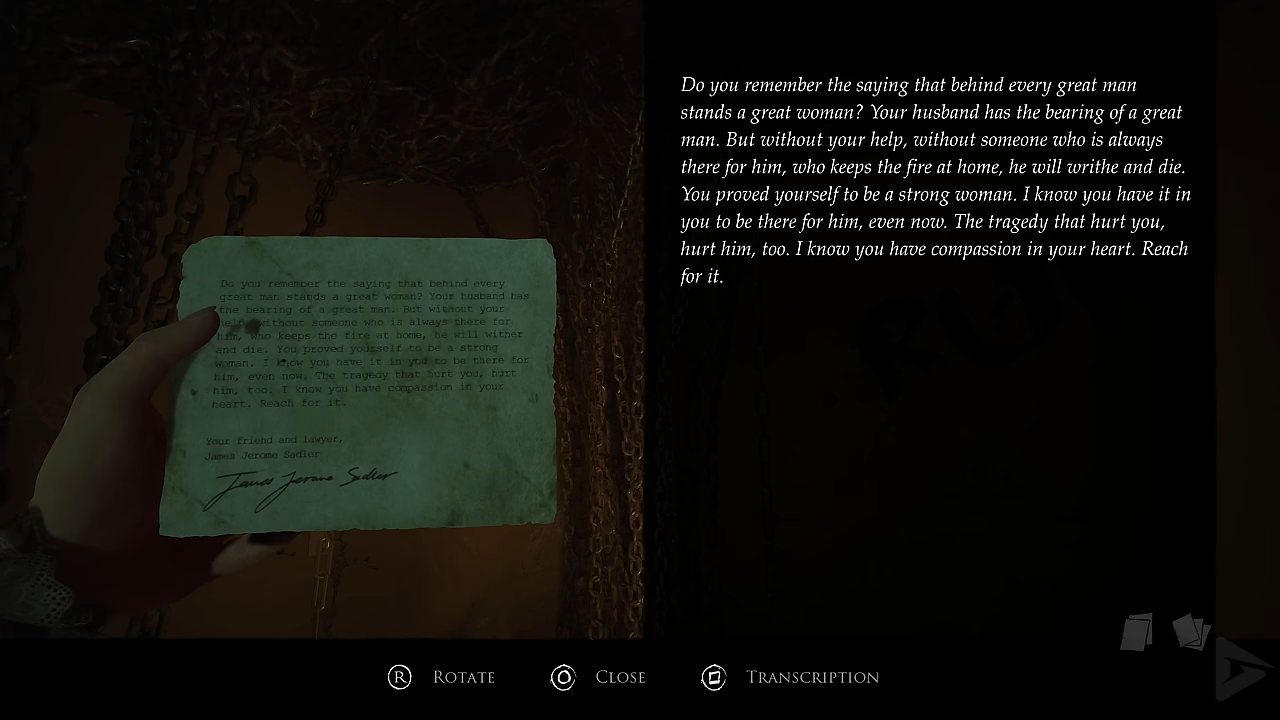 Do you remember the saying that behind every
great man stands a great woman? Your husband has
the bearing of a great man. But without your
help, without someone who is always there for
him, who keeps the fire at home, he will wither
and die. You proved yourself to be a strong
woman. I know you have it in you to be there for
him, even now. The tragedy that hurt you, hurt
him, too. I know you have compassion in your
heart. Reach for it.
Your friend and lawyer,
James Jerome Sadler
James Jerome Sadler
Do you remember the saying that behind every great man
stands a great woman? Your husband has the bearing of a great
man. But without your help, without someone who is always
there for him, who keeps the fire at home, he will writhe and die.
You proved yourself to be a strong woman. I know you have it in
you to be there for him, even now. The tragedy that hurt you,
hurt him, too. I know you have compassion in your heart. Reach
for it.
R ROTATE CLOSE TRANSCRIPTION